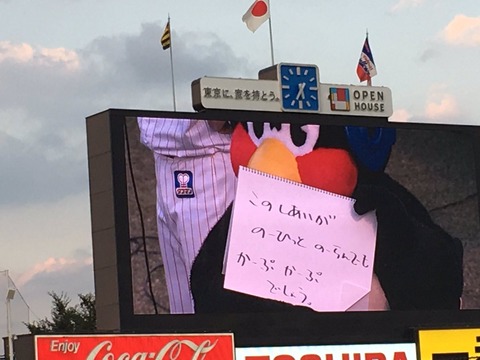 東京に、家を持とう。
OPEN
HOUSE
このしあいが
のーひっと のーらんでも
かーぷ かーぷ
でしょう。
Enjoy
Coca-Cola
TOSHIBA